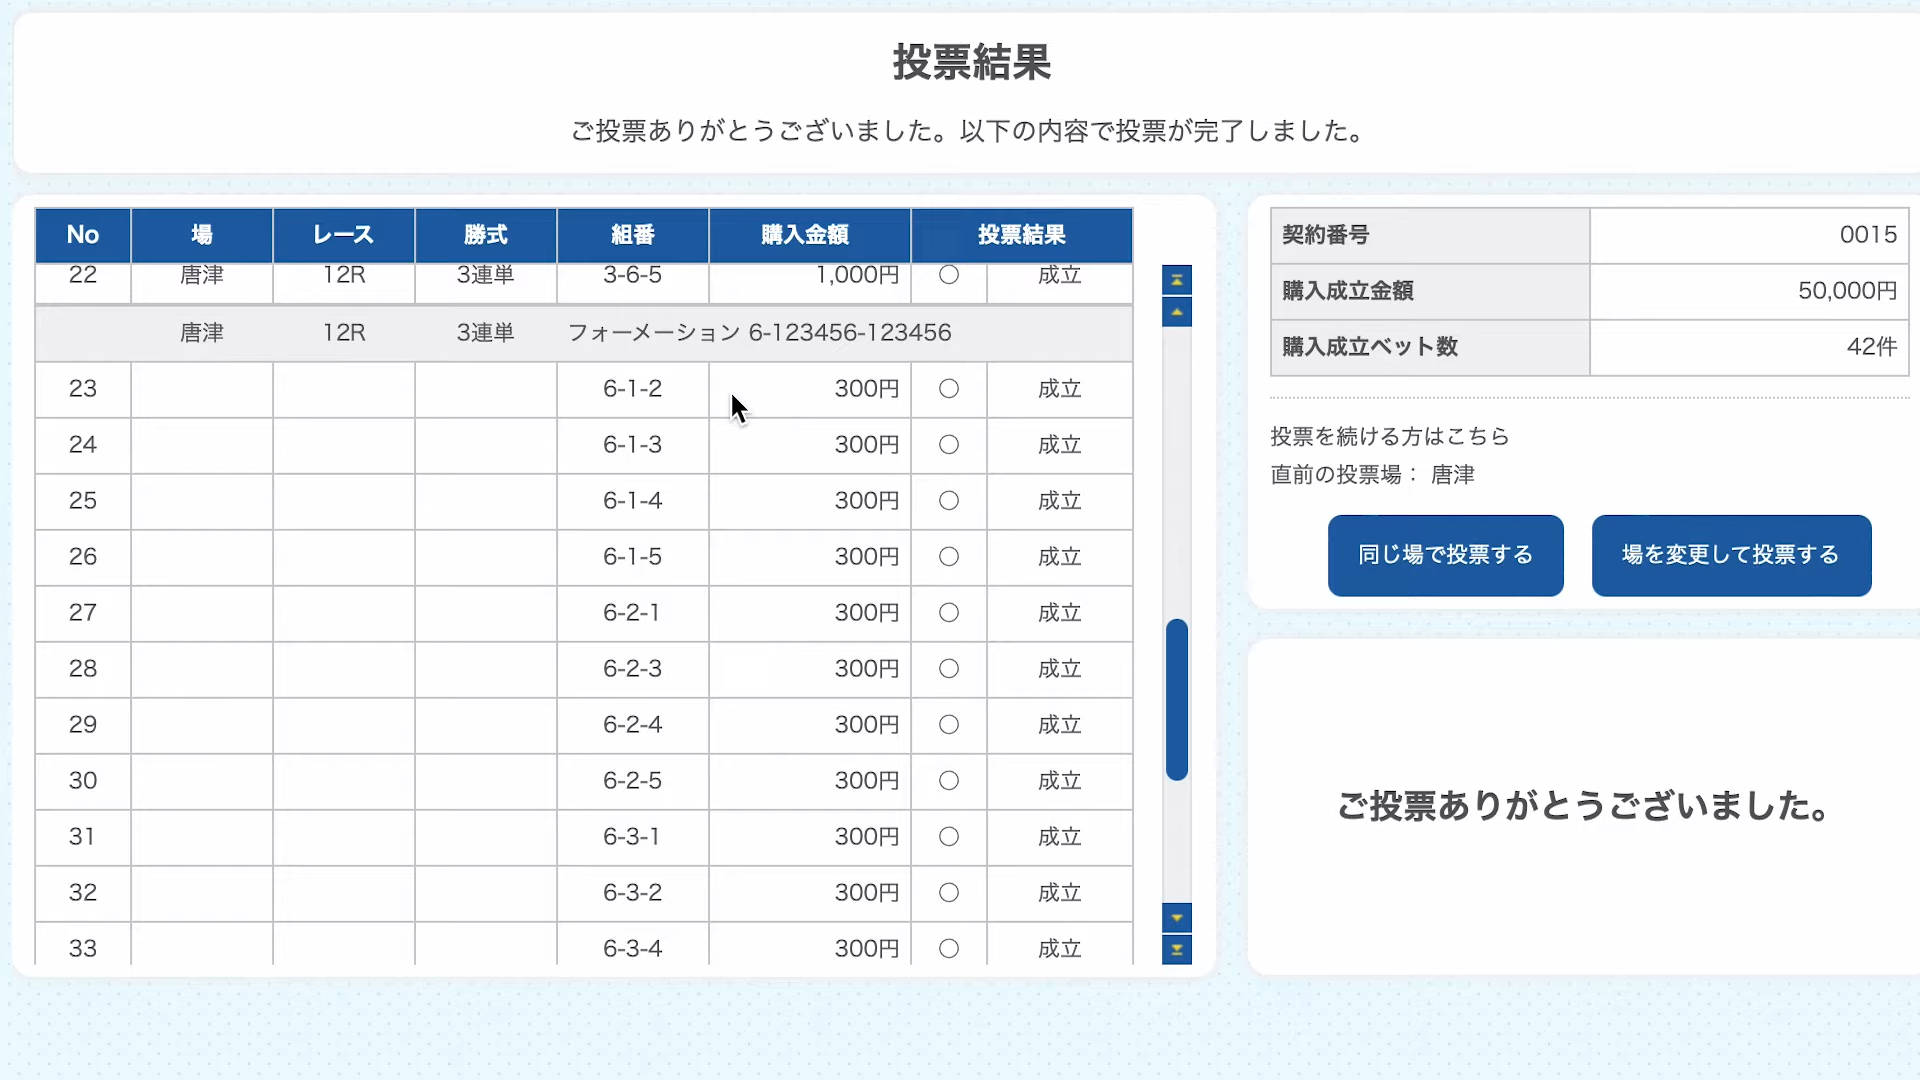 投票結果
ご投票ありがとうございました。以下の内容で投票が完了しました。
No 場 レース 勝式 組番 購入金額 投票結果
22 唐津 12R 3連単 3-6-5 1,000円 ○ 成立
唐津 12R 3連単 フォーメーション 6-123456-123456
23 6-1-2 300円 ○ 成立
24 6-1-3 300円 ○ 成立
25 6-1-4 300円 ○ 成立
26 6-1-5 300円 ○ 成立
27 6-2-1 300円 ○ 成立
28 6-2-3 300円 ○ 成立
29 6-2-4 300円 ○ 成立
30 6-2-5 300円 ○ 成立
31 6-3-1 300円 ○ 成立
32 6-3-2 300円 ○ 成立
33 6-3-4 300円 ○ 成立
契約番号 0015
購入成立金額 50,000円
購入成立ベット数 42件
投票を続ける方はこちら
直前の投票場： 唐津
同じ場で投票する 場を変更して投票する
ご投票ありがとうございました。